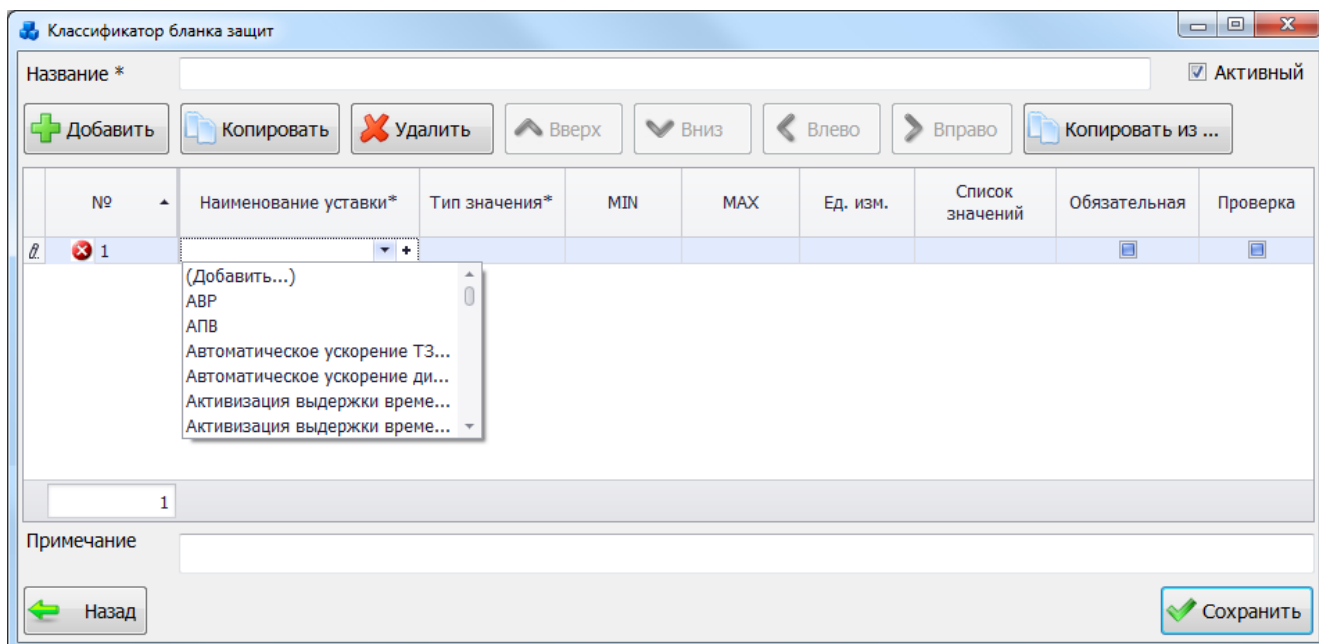 Классификатор бланка защит
Название *
Активный
Добавить Копировать Удалить Вверх Вниз Влево Вправо Копировать из ...
№ Наименование уставки* Тип значения* MIN MAX Ед. изм. Список значений Обязательная Проверка
1
(Добавить...)
АВР
АПВ
Автоматическое ускорение ТЗ...
Автоматическое ускорение ди...
Активизация выдержки време...
Активизация выдержки време...
1
Примечание
Назад Сохранить